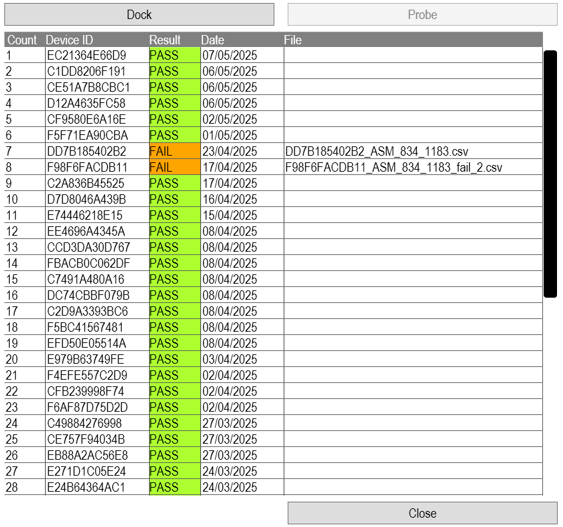 Dock Probe
Count Device ID Result Date File
1 EC21364E66D9 PASS 07/05/2025
2 C1DD8206F191 PASS 06/05/2025
3 CE51A7B8CBC1 PASS 06/05/2025
4 D12A4635FC58 PASS 06/05/2025
5 CF9580E6A16E PASS 02/05/2025
6 F5F71EA90CBA PASS 01/05/2025
7 DD7B185402B2 FAIL 23/04/2025 DD7B185402B2_ASM_834_1183.csv
8 F98F6FACDB11 FAIL 17/04/2025 F98F6FACDB11_ASM_834_1183_fail_2.csv
9 C2A836B45525 PASS 17/04/2025
10 D7D8046A439B PASS 16/04/2025
11 E74446218E15 PASS 15/04/2025
12 EE4696A4345A PASS 08/04/2025
13 CCD3DA30D767 PASS 08/04/2025
14 FBACB0C062DF PASS 08/04/2025
15 C7491A480A16 PASS 08/04/2025
16 DC74CBBF079B PASS 08/04/2025
17 C2D9A3393BC6 PASS 08/04/2025
18 F5BC41567481 PASS 08/04/2025
19 EFD50E05514A PASS 08/04/2025
20 E979B63749FE PASS 03/04/2025
21 F4EFE557C2D9 PASS 02/04/2025
22 CFB239998F74 PASS 02/04/2025
23 F6AF87D75D2D PASS 02/04/2025
24 C49884276998 PASS 27/03/2025
25 CE757F94034B PASS 27/03/2025
26 EB88A2AC56E8 PASS 27/03/2025
27 E271D1C05E24 PASS 24/03/2025
28 E24B64364AC1 PASS 24/03/2025
Close